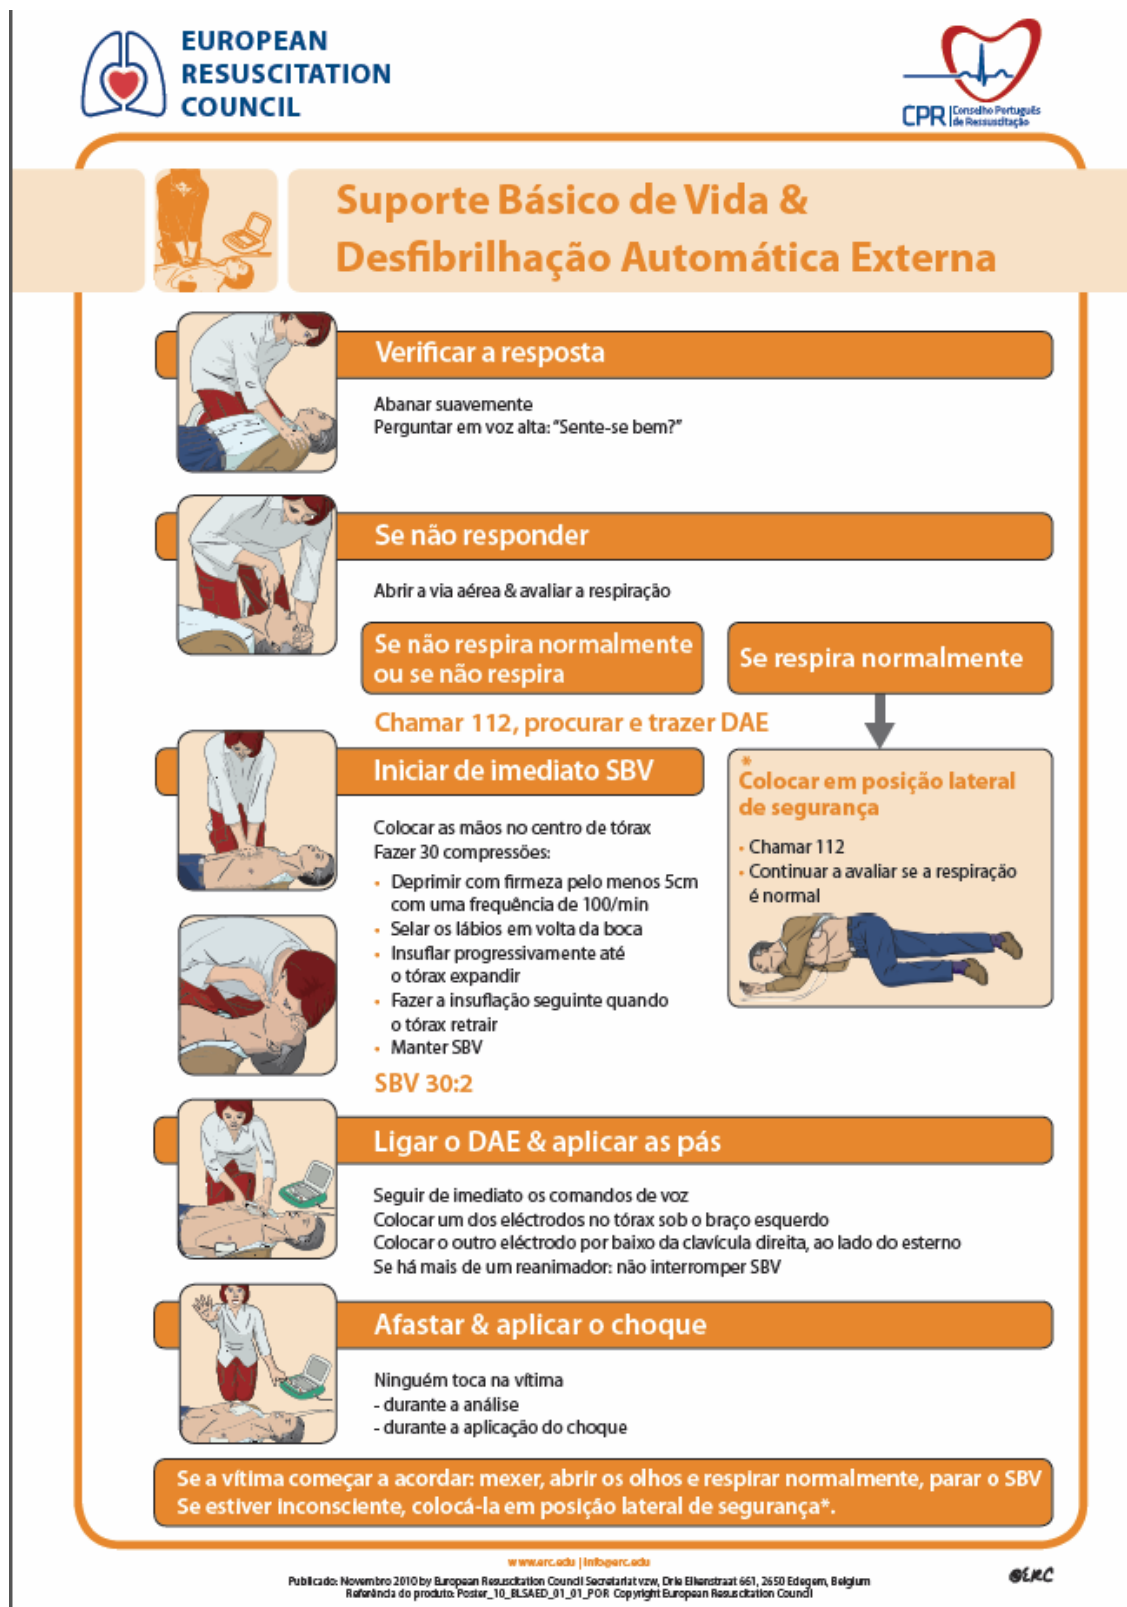 EUROPEAN
RESUSCITATION
COUNCIL
CPR
Conselho Português
de Ressuscitação
Suporte Básico de Vida &
Desfibrilhação Automática Externa
Verificar a resposta
Abanar suavemente
Perguntar em voz alta: “Sente-se bem?”
Se não responder
Abrir a via aérea & avaliar a respiração
Se não respira normalmente
ou se não respira
Se respira normalmente
Chamar 112, procurar e trazer DAE
Iniciar de imediato SBV
Colocar as mãos no centro de tórax
Fazer 30 compressões:
• Deprimir com firmeza pelo menos 5cm
com uma frequência de 100/min
• Selar os lábios em volta da boca
• Insuflar progressivamente até
o tórax expandir
• Fazer a insuflação seguinte quando
o tórax retrair
• Manter SBV
SBV 30:2
*
Colocar em posição lateral
de segurança
• Chamar 112
• Continuar a avaliar se a respiração
é normal
Ligar o DAE & aplicar as pás
Seguir de imediato os comandos de voz
Colocar um dos eléctrodos no tórax sob o braço esquerdo
Colocar o outro eléctrodo por baixo da clavícula direita, ao lado do esterno
Se há mais de um reanimador: não interromper SBV
Afastar & aplicar o choque
Ninguém toca na vítima
- durante a análise
- durante a aplicação do choque
Se a vítima começar a acordar: mexer, abrir os olhos e respirar normalmente, parar o SBV
Se estiver inconsciente, colocá-la em posição lateral de segurança*.
www.erc.edu | info@erc.edu
Publicado: Novembro 2010 by European Resuscitation Council Secretariat vzw, Drie Eikenstraat 661, 2650 Edegem, Belgium
Referência do produto: Poster_10_BLSAED_01_01_POR Copyright European Resuscitation Council
@ERC